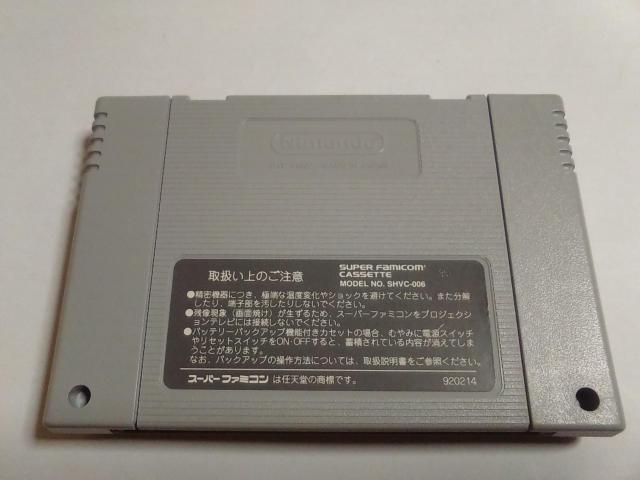 Nintendo
MADE IN JAPAN
取扱い上のご注意
SUPER FAMICOM
CASSETTE
MODEL NO. SHVC-006
●精密機器につき、極端な温度変化やショックを避けてください。また分解
したり、端子部を汚したりしないでください。
●残像現象（画面焼け）が生ずるため、スーパーファミコンをプロジェクシ
ョンテレビには接続しないでください。
●バッテリーバックアップ機能付きカセットの場合、むやみに電源スイッチ
やリセットスイッチをON・OFFすると、蓄積されている内容が消えてしま
うことがあります。
なお、バックアップの操作方法については、取扱説明書をご参照ください。
スーパーファミコン は任天堂の商標です。
920214